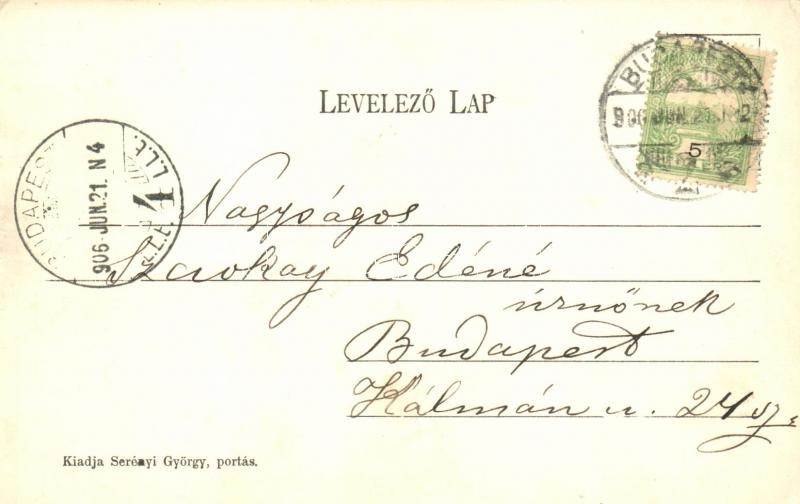 LEVELEZŐ LAP
BUDAPEST
906 JUN. 21.
5
BUDAPEST
906 JUN. 21. N 4
4
Nagyságos
Edéné
úrnőnek
Budapest
Kálmán u. 24 sz.
Kiadja Serényi György, portás.